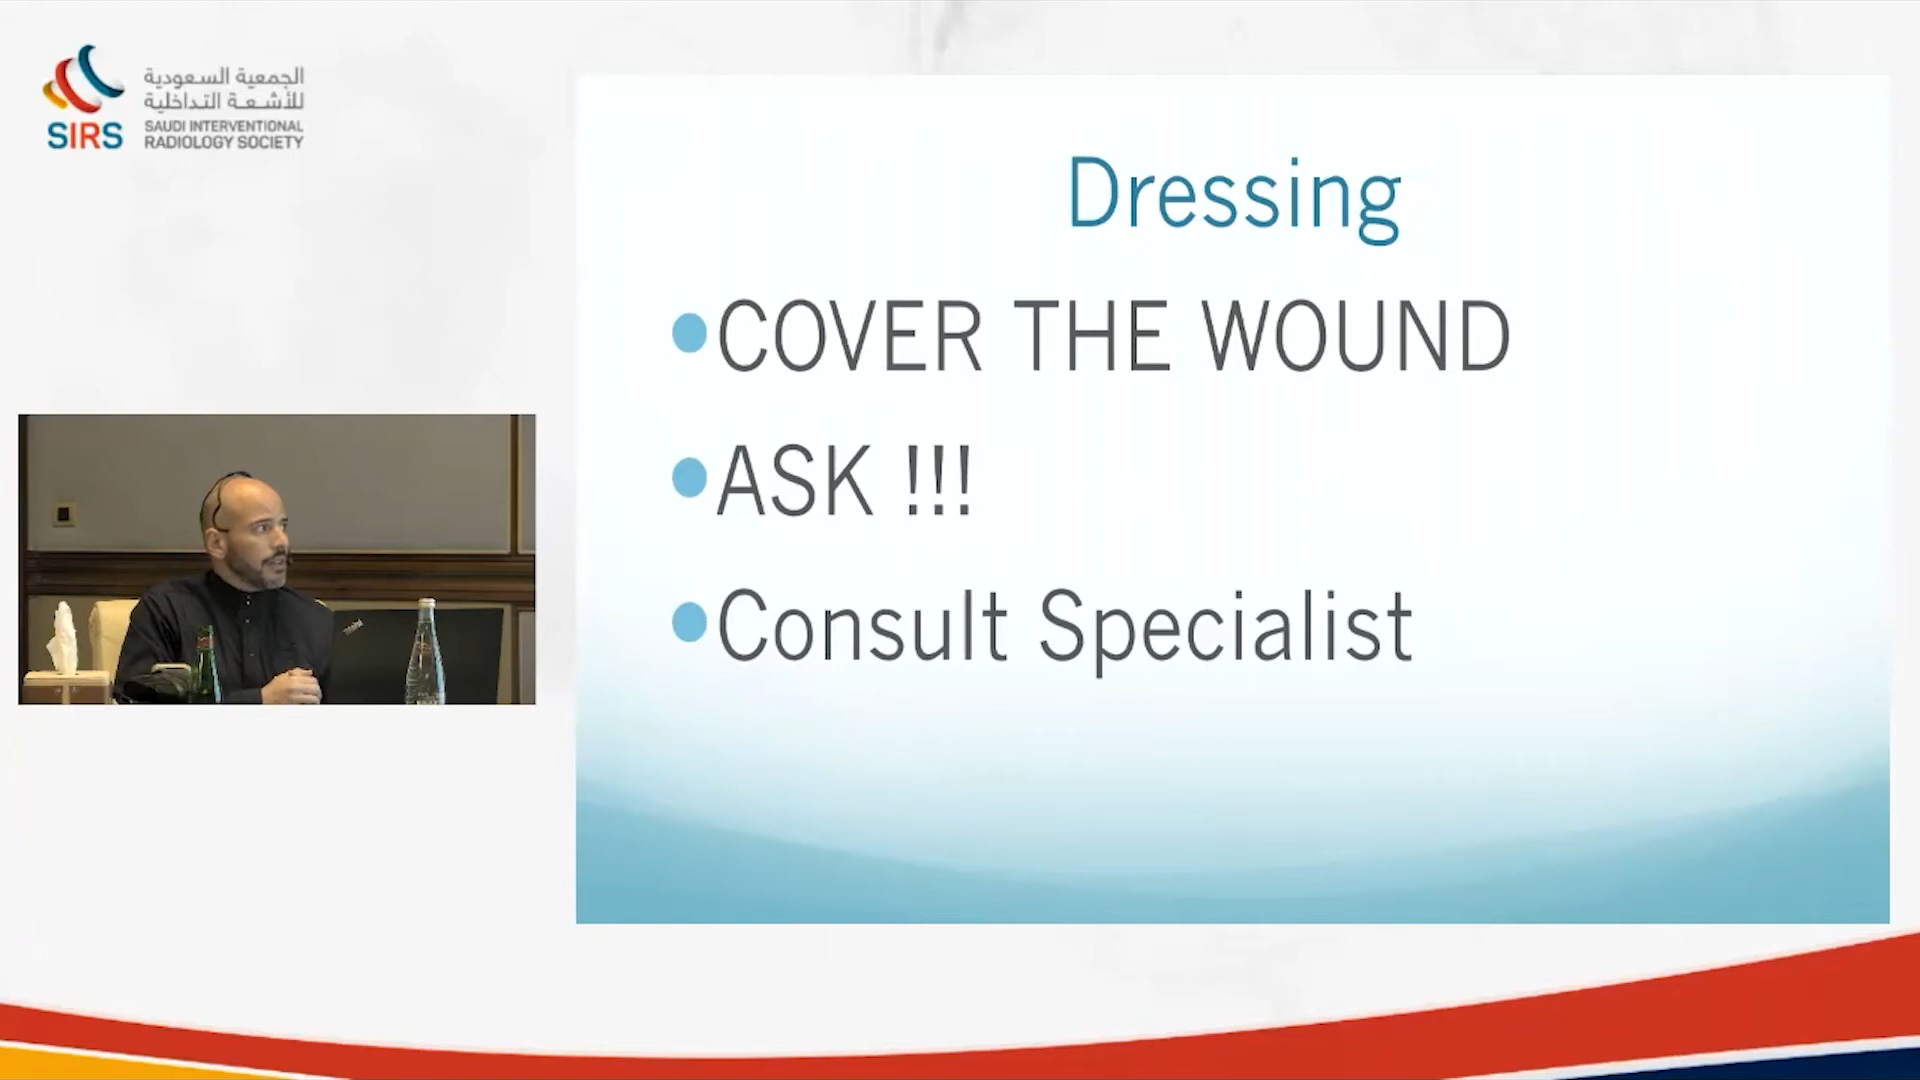 الجمعية السعودية
للأشعة التداخلية
SIRS
SAUDI INTERVENTIONAL
RADIOLOGY SOCIETY
Dressing
•COVER THE WOUND
•ASK !!!
•Consult Specialist